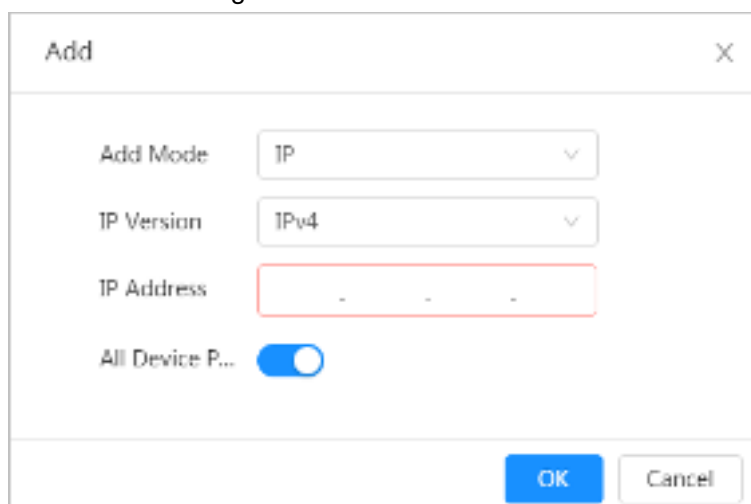 Add
Add Mode IP
IP Version IPv4
IP Address . . .
All Device P...
OK Cancel